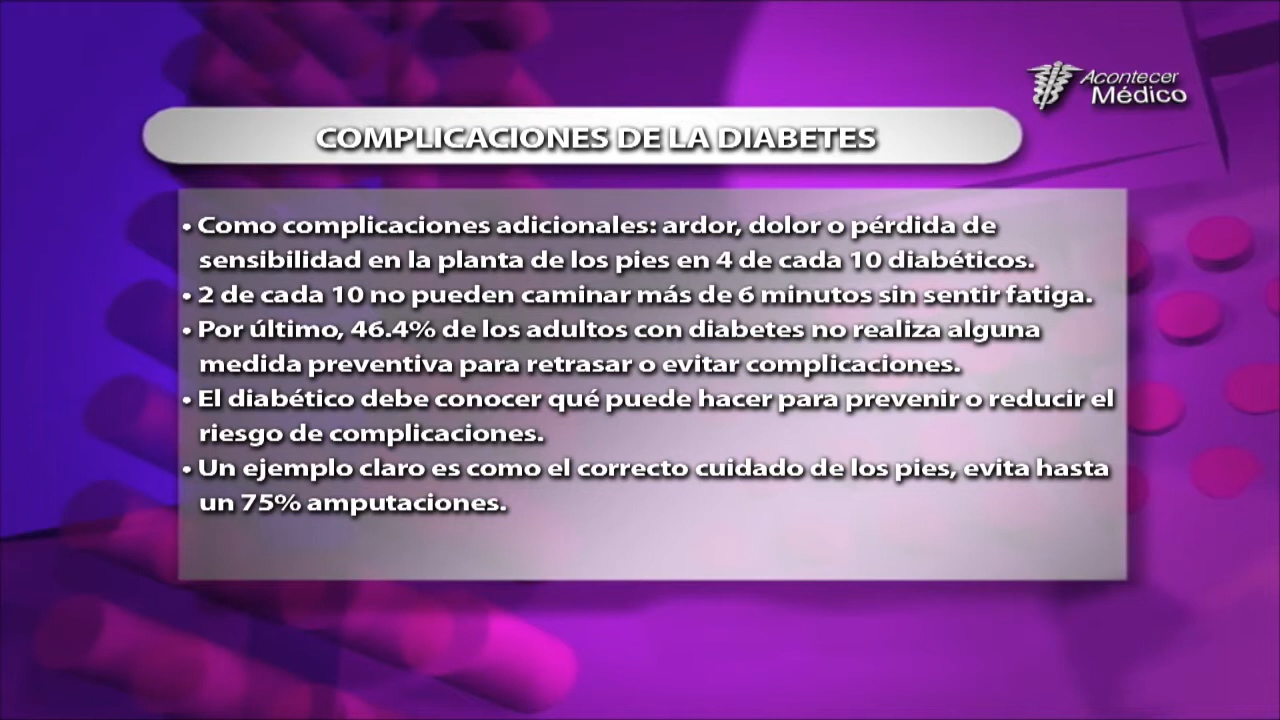 Acontecer
Médico
COMPLICACIONES DE LA DIABETES
• Como complicaciones adicionales: ardor, dolor o pérdida de
sensibilidad en la planta de los pies en 4 de cada 10 diabéticos.
• 2 de cada 10 no pueden caminar más de 6 minutos sin sentir fatiga.
• Por último, 46.4% de los adultos con diabetes no realiza alguna
medida preventiva para retrasar o evitar complicaciones.
• El diabético debe conocer qué puede hacer para prevenir o reducir el
riesgo de complicaciones.
• Un ejemplo claro es como el correcto cuidado de los pies, evita hasta
un 75% amputaciones.